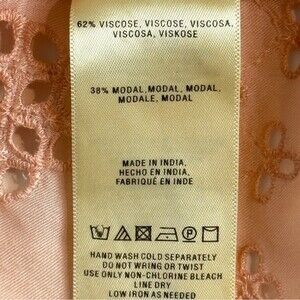 62% VISCOSE, VISCOSE, VISCOSA,
VISCOSA, VISKOSE
38% MODAL, MODAL, MODAL,
MODALE, MODAL
MADE IN INDIA,
HECHO EN INDIA,
FABRIQUÉ EN INDE
HAND WASH COLD SEPARATELY
DO NOT WRING OR TWIST
USE ONLY NON-CHLORINE BLEACH
LINE DRY
LOW IRON AS NEEDED